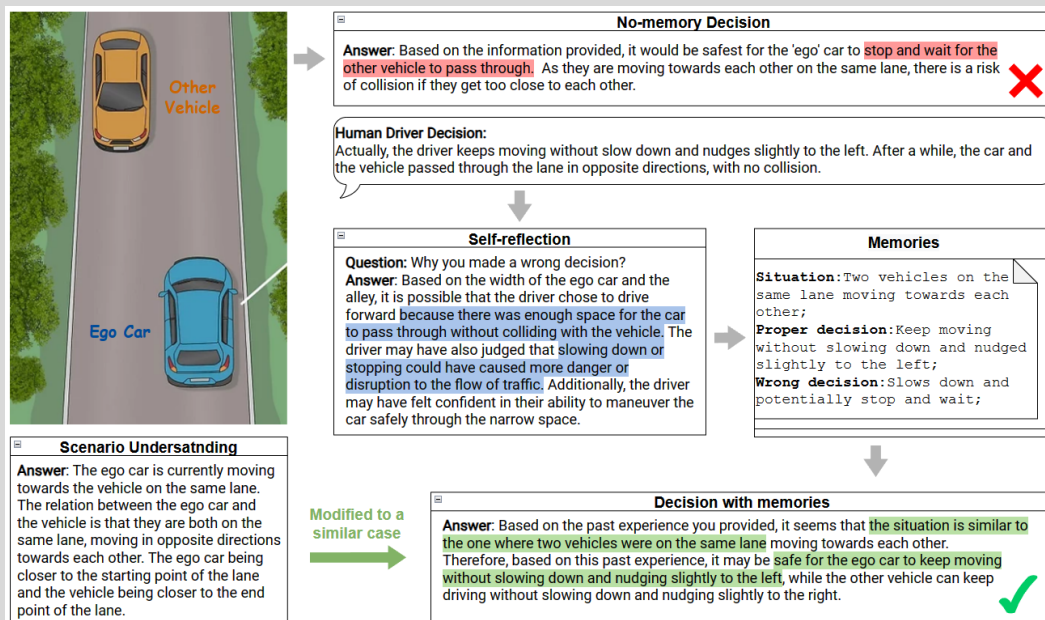 Other
Vehicle
Ego Car
No-memory Decision
Answer: Based on the information provided, it would be safest for the 'ego' car to stop and wait for the
other vehicle to pass through. As they are moving towards each other on the same lane, there is a risk
of collision if they get too close to each other.
Human Driver Decision:
Actually, the driver keeps moving without slow down and nudges slightly to the left. After a while, the car and
the vehicle passed through the lane in opposite directions, with no collision.
Self-reflection
Question: Why you made a wrong decision?
Answer: Based on the width of the ego car and the
alley, it is possible that the driver chose to drive
forward because there was enough space for the car
to pass through without colliding with the vehicle. The
driver may have also judged that slowing down or
stopping could have caused more danger or
disruption to the flow of traffic. Additionally, the driver
may have felt confident in their ability to maneuver the
car safely through the narrow space.
Memories
Situation:Two vehicles on the
same lane moving towards each
other;
Proper decision:Keep moving
without slowing down and nudged
slightly to the left;
Wrong decision:Slows down and
potentially stop and wait;
Scenario Undersatnding
Answer: The ego car is currently moving
towards the vehicle on the same lane.
The relation between the ego car and
the vehicle is that they are both on the
same lane, moving in opposite directions
towards each other. The ego car being
closer to the starting point of the lane
and the vehicle being closer to the end
point of the lane.
Modified to a
similar case
Decision with memories
Answer: Based on the past experience you provided, it seems that the situation is similar to
the one where two vehicles were on the same lane moving towards each other.
Therefore, based on this past experience, it may be safe for the ego car to keep moving
without slowing down and nudging slightly to the left, while the other vehicle can keep
driving without slowing down and nudging slightly to the right.